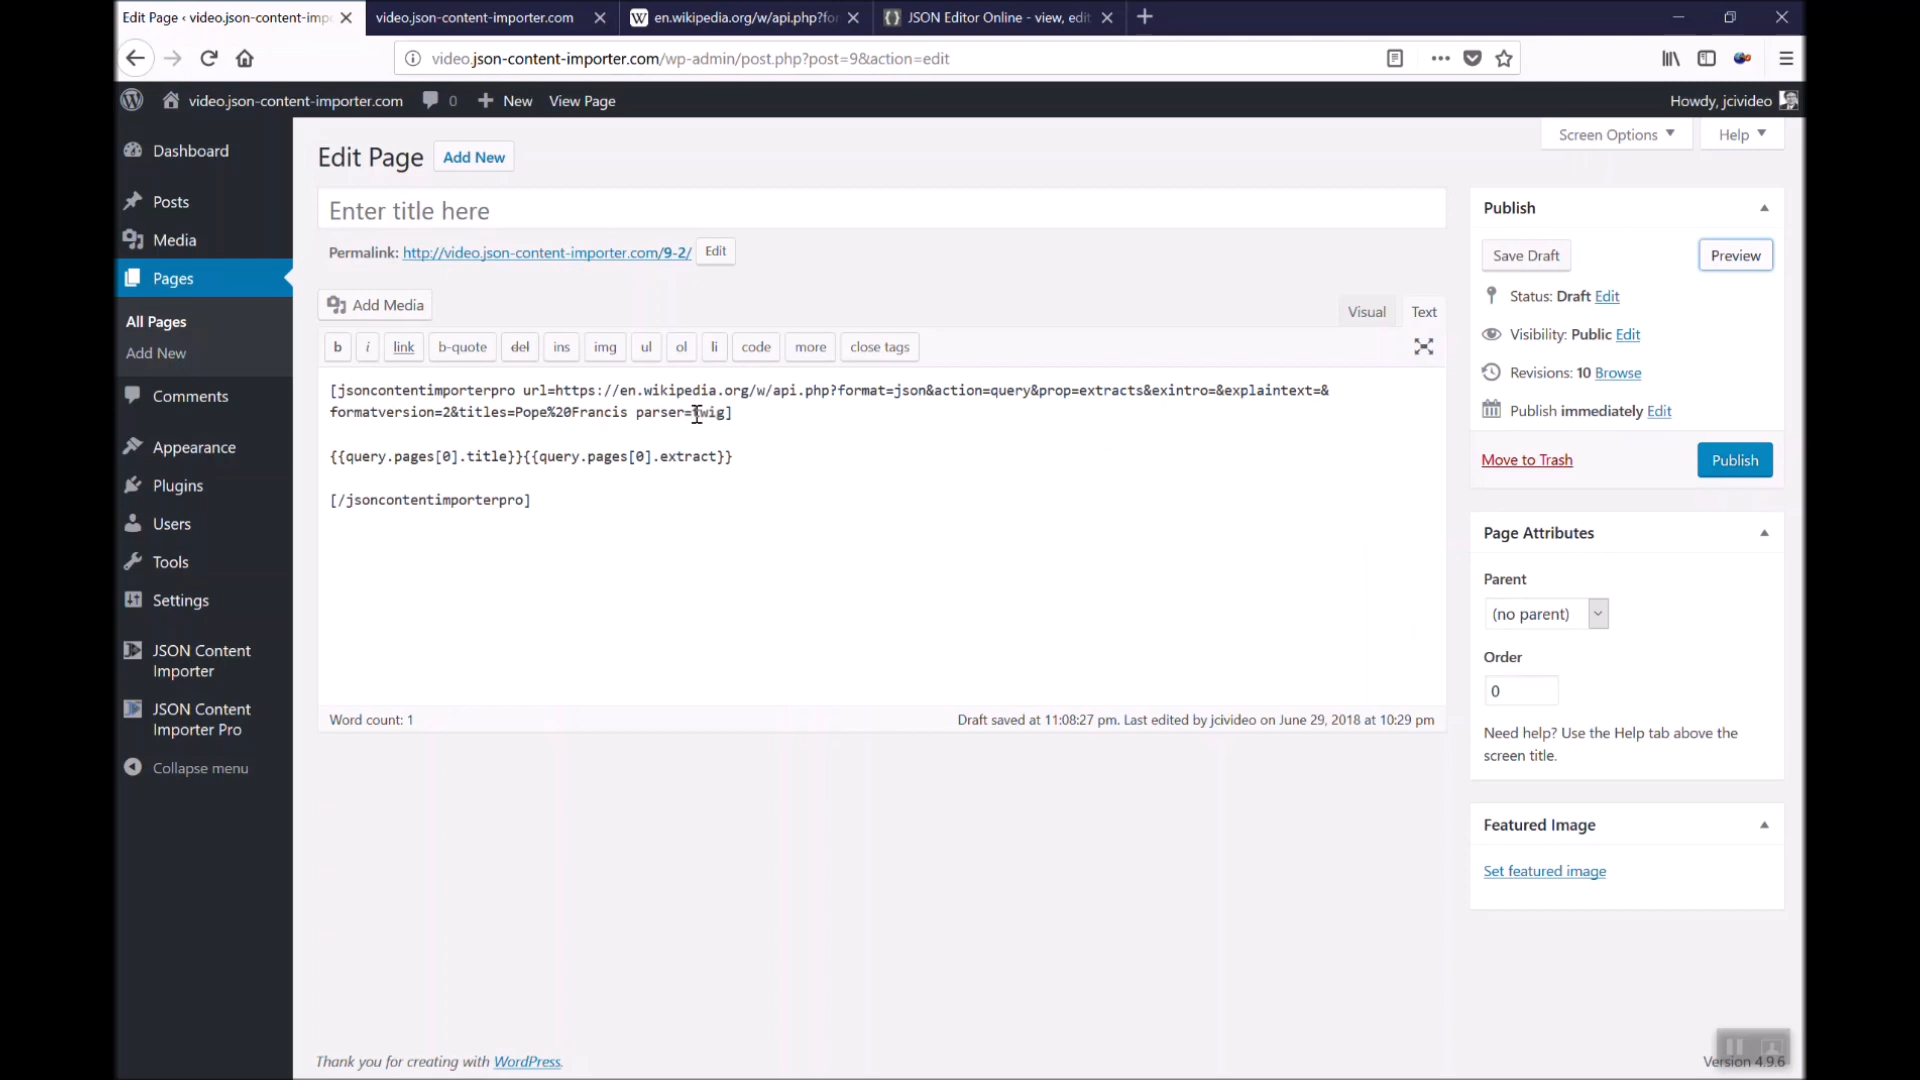 Edit Page ‹ video.json-content-imp
video.json-content-importer.com
en.wikipedia.org/w/api.php?for
JSON Editor Online - view, edit
video.json-content-importer.com/wp-admin/post.php?post=9&action=edit
video.json-content-importer.com
0
New
View Page
Howdy, jcivideo
Screen Options
Help
Dashboard
Posts
Media
Pages
All Pages
Add New
Comments
Appearance
Plugins
Users
Tools
Settings
JSON Content
Importer
JSON Content
Importer Pro
Collapse menu
Edit Page
Add New
Enter title here
Permalink: http://video.json-content-importer.com/9-2/ Edit
Add Media
Visual
Text
b
i
link
b-quote
del
ins
img
ul
ol
li
code
more
close tags
[jsoncontentimporterpro url=https://en.wikipedia.org/w/api.php?format=json&action=query&prop=extracts&exintro=&explaintext=&
formatversion=2&titles=Pope%20Francis parser=twig]
{{query.pages[0].title}}{{query.pages[0].extract}}
[/jsoncontentimporterpro]
Word count: 1
Draft saved at 11:08:27 pm. Last edited by jcivideo on June 29, 2018 at 10:29 pm
Publish
Save Draft
Preview
Status: Draft Edit
Visibility: Public Edit
Revisions: 10 Browse
Publish immediately Edit
Move to Trash
Publish
Page Attributes
Parent
(no parent)
Order
0
Need help? Use the Help tab above the
screen title.
Featured Image
Set featured image
Thank you for creating with WordPress.
Version 4.9.6